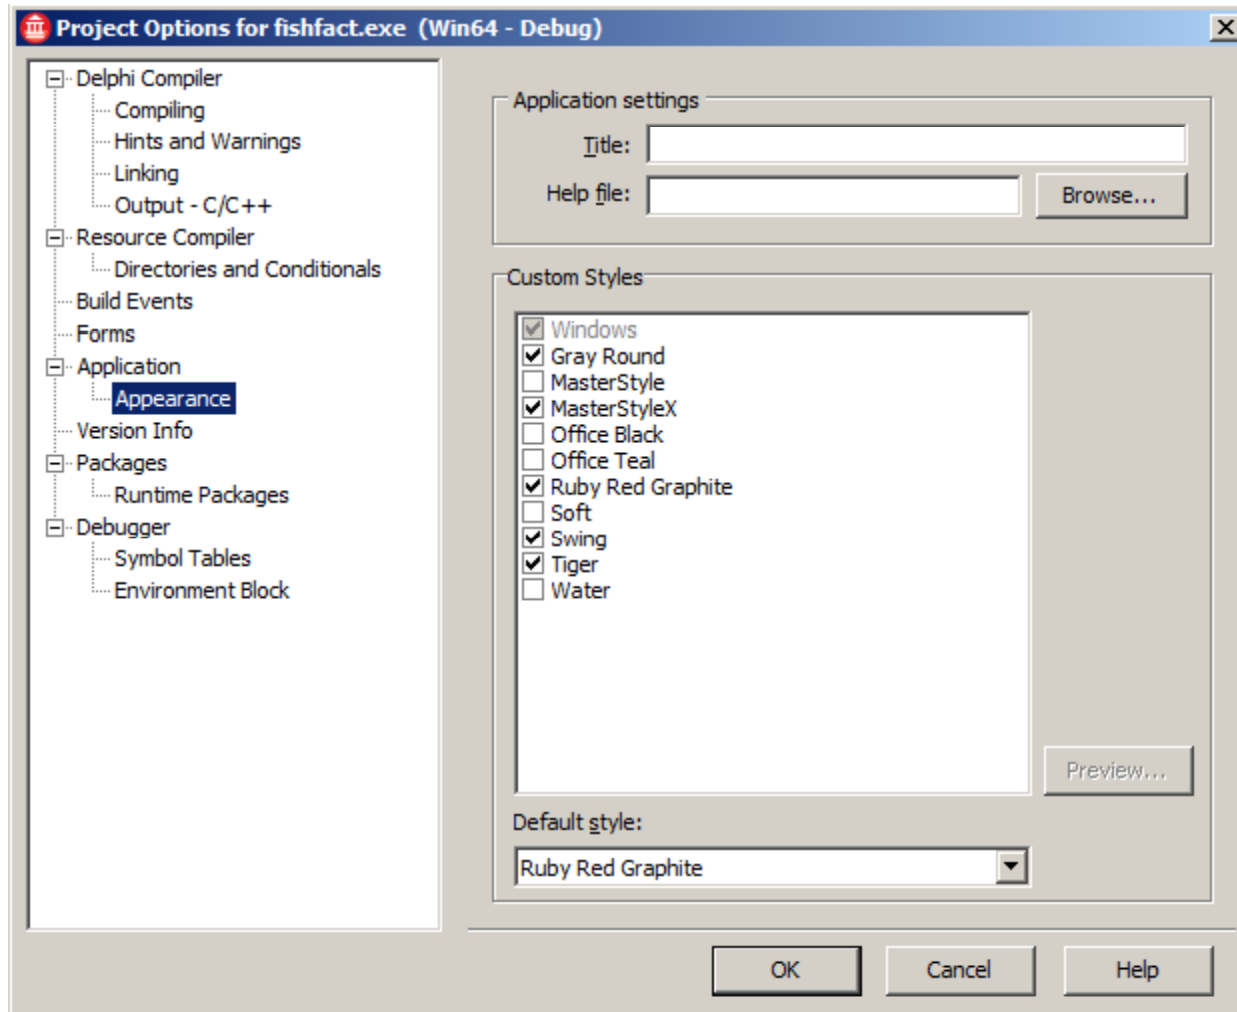 Project Options for fishfact.exe (Win64 - Debug)
Delphi Compiler
Compiling
Hints and Warnings
Linking
Output - C/C++
Resource Compiler
Directories and Conditionals
Build Events
Forms
Application
Appearance
Version Info
Packages
Runtime Packages
Debugger
Symbol Tables
Environment Block
Application settings
Title:
Help file:
Browse...
Custom Styles
Windows
Gray Round
MasterStyle
MasterStyleX
Office Black
Office Teal
Ruby Red Graphite
Soft
Swing
Tiger
Water
Preview...
Default style:
Ruby Red Graphite
OK
Cancel
Help